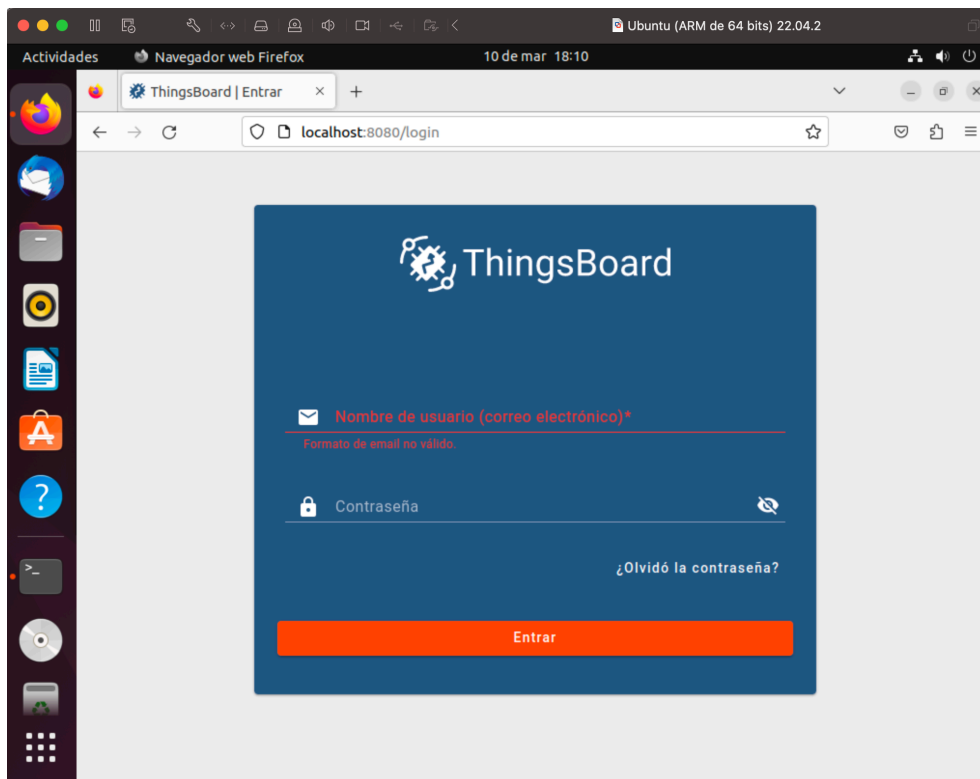 Ubuntu (ARM de 64 bits) 22.04.2
Actividades Navegador web Firefox 10 de mar 18:10
ThingsBoard | Entrar
localhost:8080/login
ThingsBoard
Nombre de usuario (correo electrónico)*
Formato de email no válido.
Contraseña
¿Olvidó la contraseña?
Entrar